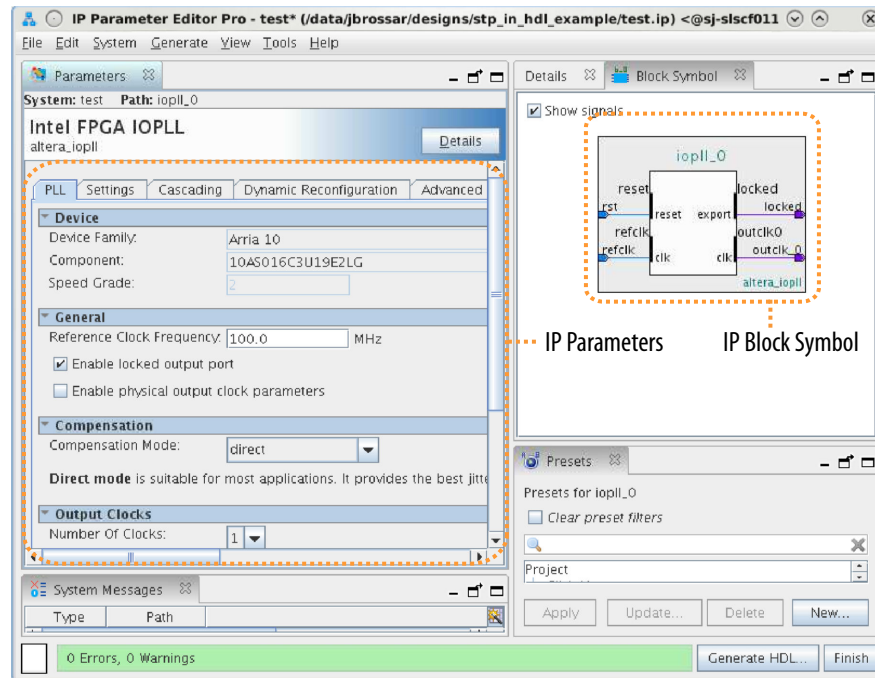 IP Parameter Editor Pro - test* (/data/jbrossar/designs/stp_in_hdl_example/test.ip) <@sj-slscf011
File Edit System Generate View Tools Help
Parameters
System: test Path: iopll_0
Intel FPGA IOPLL
altera_iopll
Details
PLL Settings Cascading Dynamic Reconfiguration Advanced
Device
Device Family: Arria 10
Component: 10AS016C3U19E2LG
Speed Grade: 2
General
Reference Clock Frequency: 100.0 MHz
Enable locked output port
Enable physical output clock parameters
Compensation
Compensation Mode: direct
Direct mode is suitable for most applications. It provides the best jitte
Output Clocks
Number Of Clocks: 1
System Messages
Type Path
0 Errors, 0 Warnings
Details Block Symbol
Show signals
iopll_0
reset locked
rst reset export locked
refclk outclk0
refclk clk clk outclk_0
altera_iopll
IP Parameters IP Block Symbol
Presets
Presets for iopll_0
Clear preset filters
Project
Apply Update... Delete New...
Generate HDL... Finish